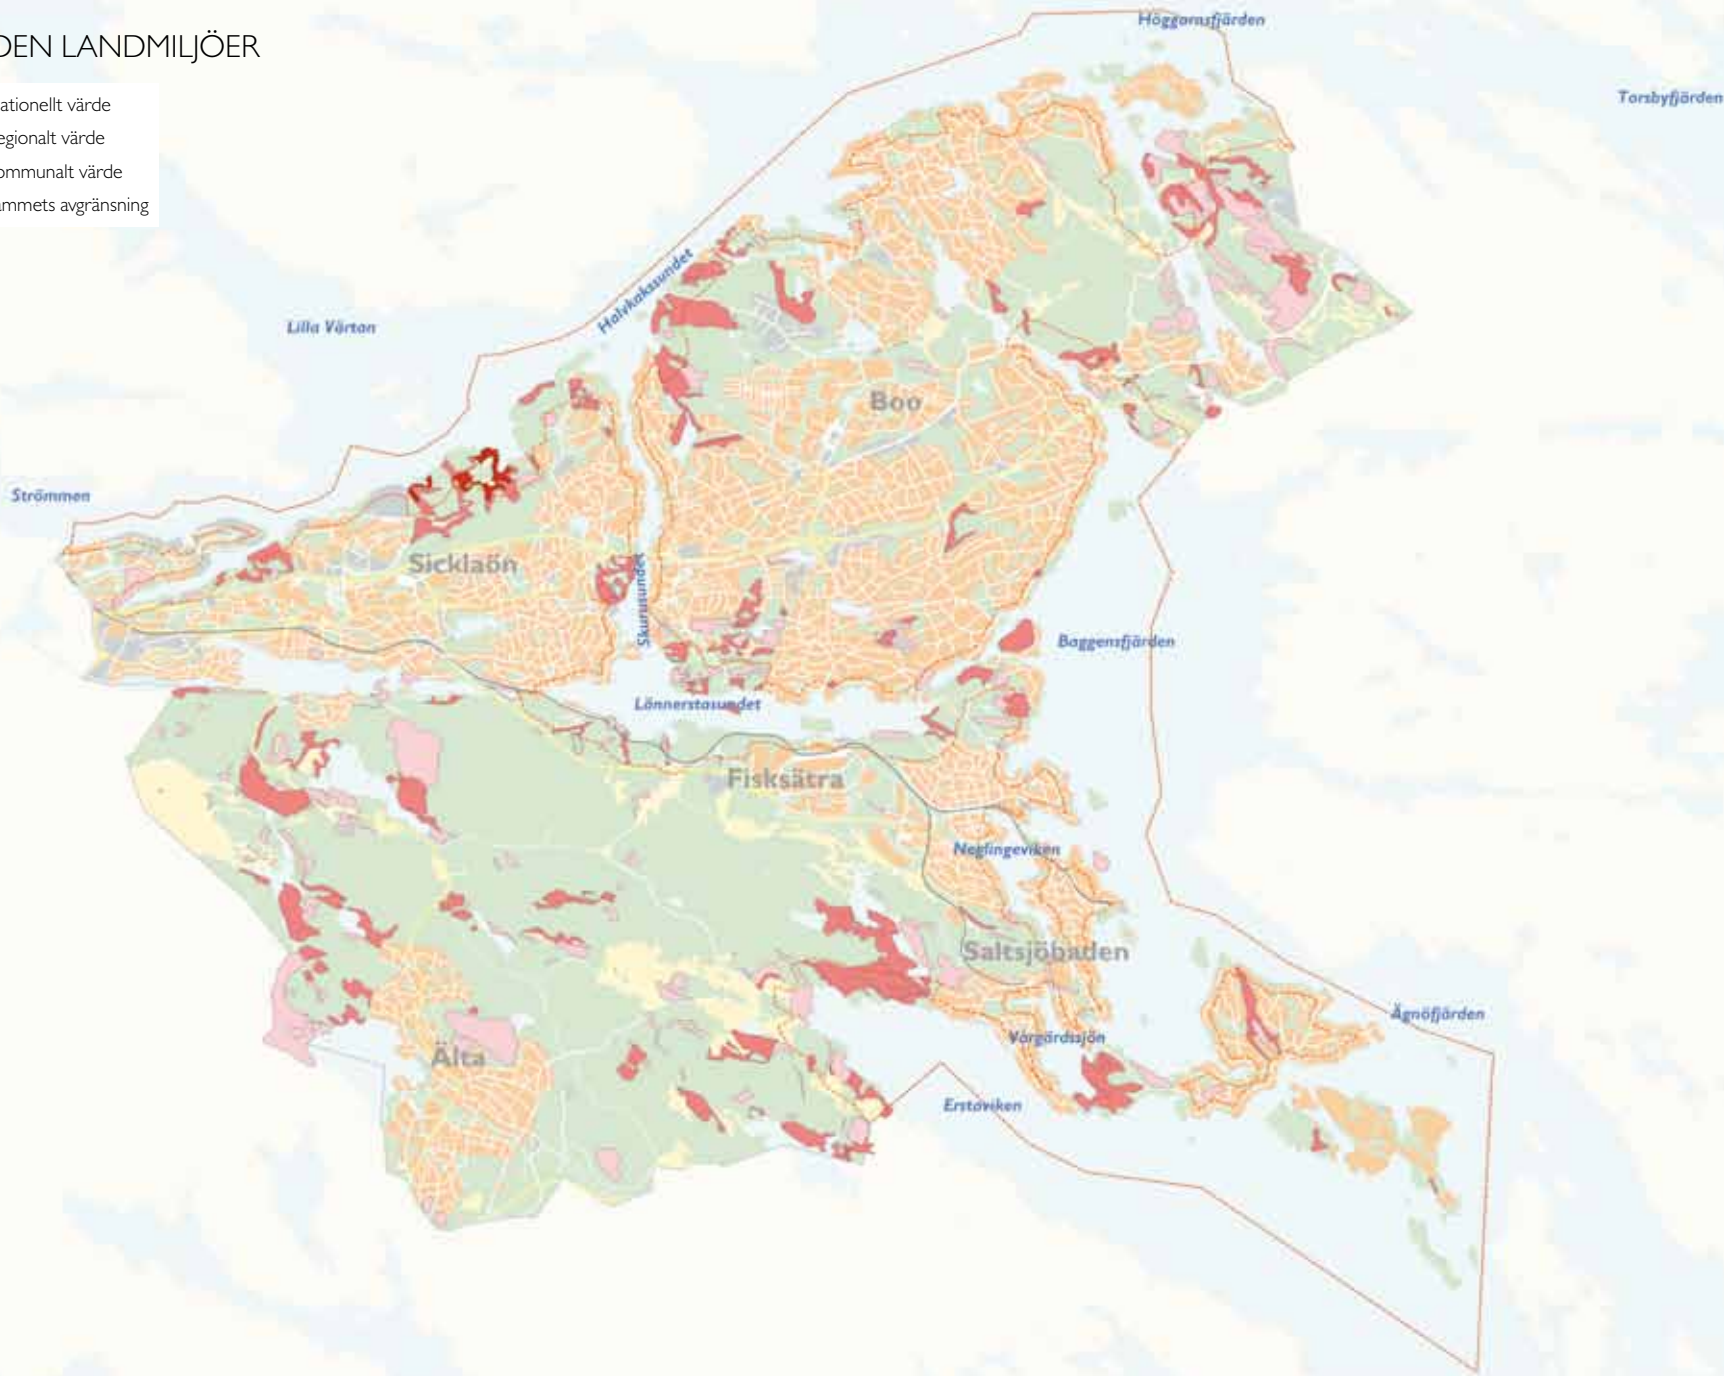 DEN LANDMILJÖER
ationellt värde
egionalt värde
ommunalt värde
ammets avgränsning
Höggarnsfjärden
Torsbyfjärden
Halvkakssundet
Lilla Värtan
Boo
Strömmen
Sicklaön
Skurusundet
Baggensfjärden
Lännerstasundet
Fisksätra
Neglingeviken
Saltsjöbaden
Ägnöfjärden
Vårgärdssjön
Älta
Erstaviken